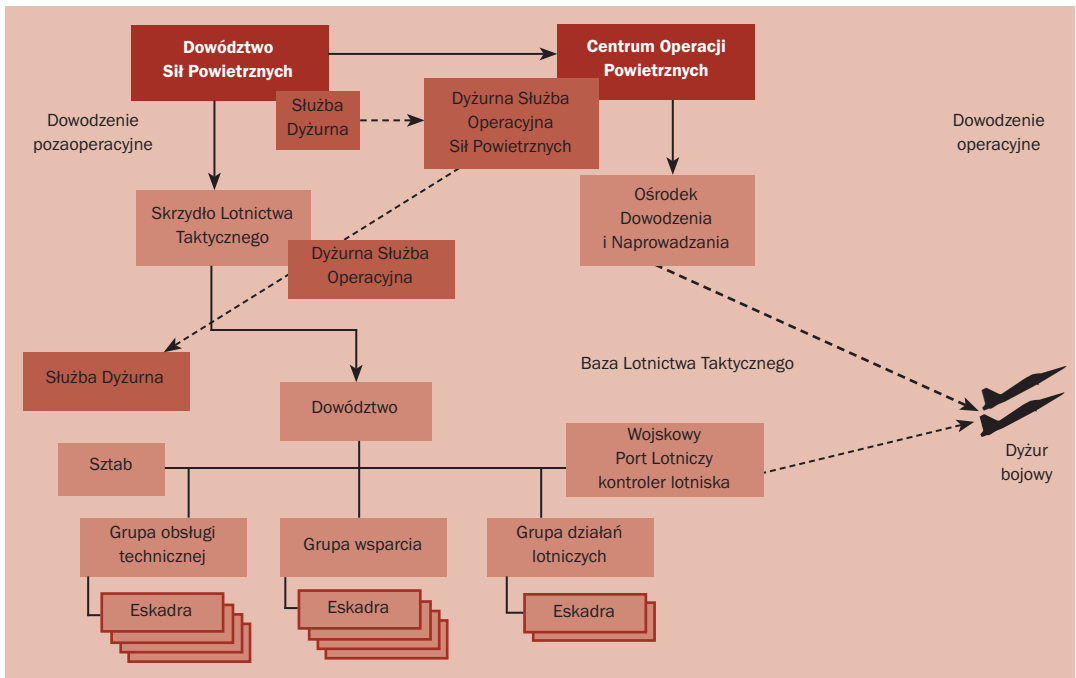 Dowództwo
Sił Powietrznych
Centrum Operacji
Powietrznych
Dowodzenie
pozaoperacyjne
Służba
Dyżurna
Dyżurna Służba
Operacyjna
Sił Powietrznych
Dowodzenie
operacyjne
Skrzydło Lotnictwa
Taktycznego
Ośrodek
Dowodzenia
i Naprowadzania
Dyżurna Służba
Operacyjna
Służba Dyżurna
Baza Lotnictwa Taktycznego
Dowództwo
Sztab
Wojskowy
Port Lotniczy
kontroler lotniska
Dyżur
bojowy
Grupa obsługi
technicznej
Grupa wsparcia
Grupa działań
lotniczych
Eskadra
Eskadra
Eskadra